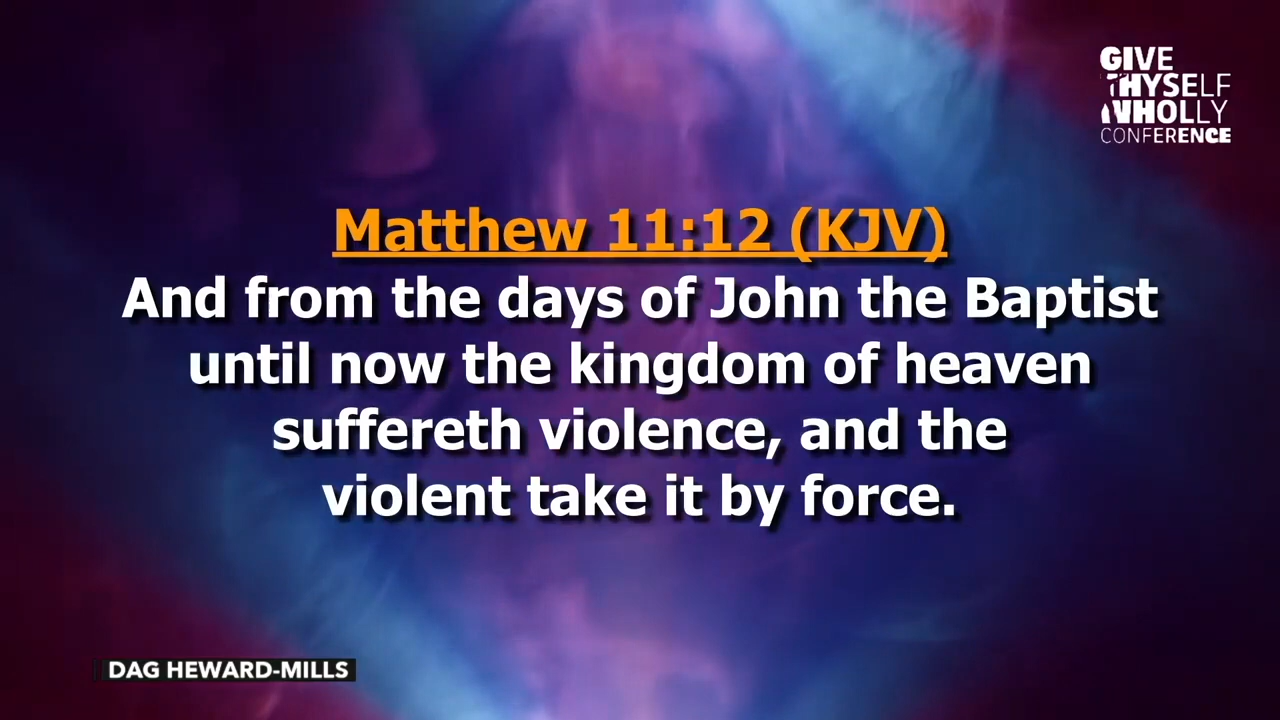 GIVE
THYSELF
WHOLLY
CONFERENCE
Matthew 11:12 (KJV)
And from the days of John the Baptist
until now the kingdom of heaven
suffereth violence, and the
violent take it by force.
DAG HEWARD-MILLS